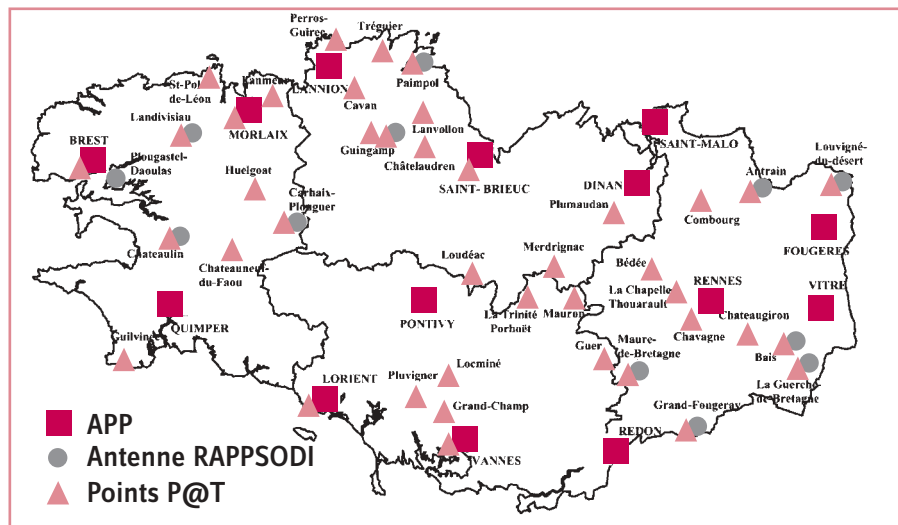 Perros-
Guirec
Tréguier
St-Pol
de-Léon
Lanmeur
LANNION
Paimpol
Cavan
Landivisiau
MORLAIX
Lanvollon
SAINT-MALO
Louvigné-
du-désert
BREST
Guingamp
Châtelaudren
Plougastel-
Daoulas
Huelgoat
SAINT- BRIEUC
DINAN
Antrain
Carhaix-
Plouguer
Plumaudan
Combourg
FOUGERES
Chateaulin
Chateauneuf-
du-Faou
Loudéac
Merdrignac
Bédée
RENNES
VITRE
La Chapelle
Thouarault
La Trinité
Porhoët
Mauron
Chateaugiron
PONTIVY
QUIMPER
Guilvinec
Chavagne
Guer
Maure-
de-Bretagne
Bais
Locminé
Pluvigner
La Guerche
de-Bretagne
LORIENT
Grand-Champ
Grand-Fougeray
REDON
VANNES
APP
Antenne RAPPSODI
Points P@T